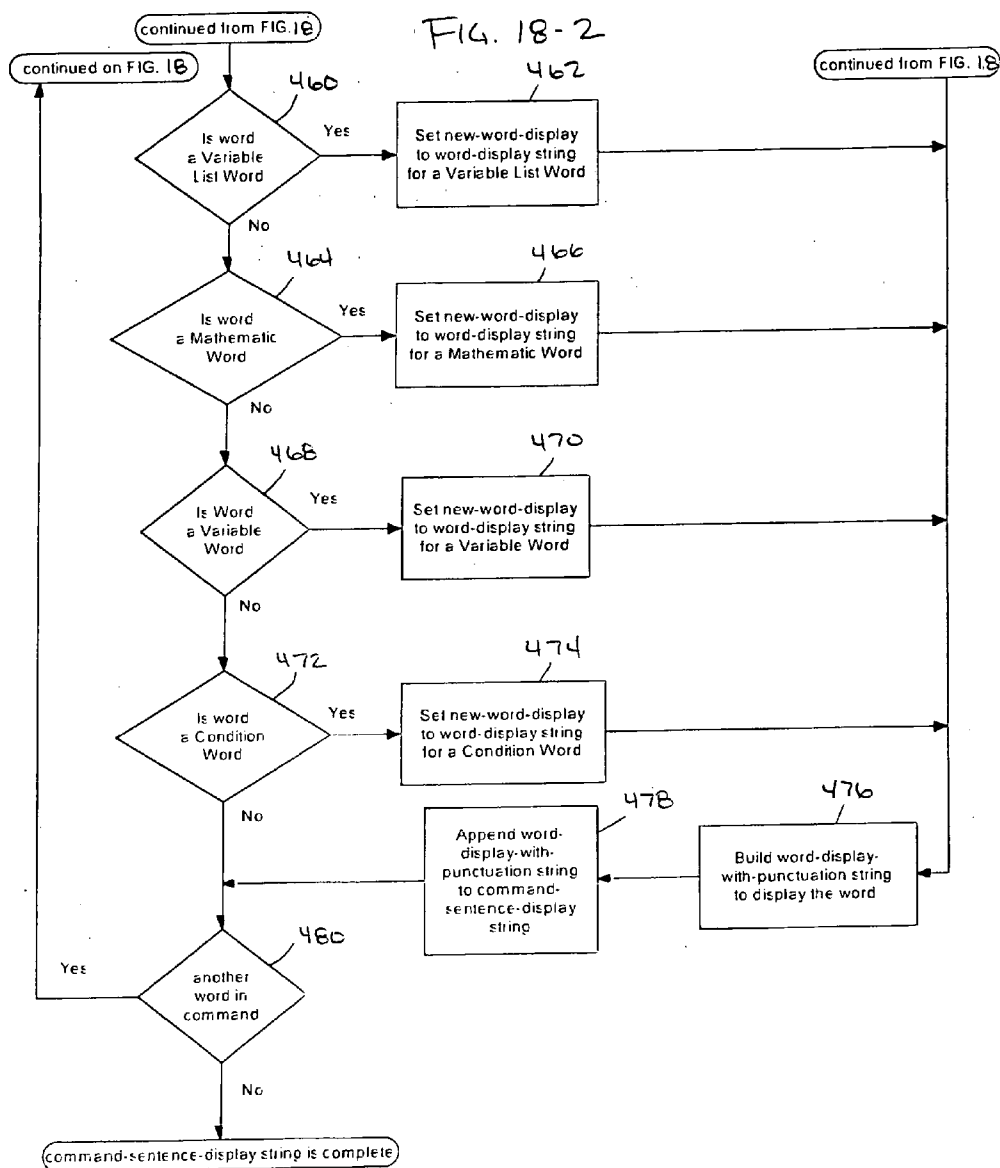 continued from FIG.18
FIG. 18-2
continued on FIG. 18
continued from FIG. 18
460
462
Is word
a Variable
List Word
Yes
Set new-word-display
to word-display string
for a Variable List Word
No
464
466
Is word
a Mathematic
Word
Yes
Set new-word-display
to word-display string
for a Mathematic Word
No
468
470
Is Word
a Variable
Word
Yes
Set new-word-display
to word-display string
for a Variable Word
No
472
474
Is word
a Condition
Word
Yes
Set new-word-display
to word-display string
for a Condition Word
No
478
476
Append word-
display-with-
punctuation string
to command-
sentence-display
string
Build word-display-
with-punctuation string
to display the word
480
Yes
another
word in
command
No
command-sentence-display string is complete